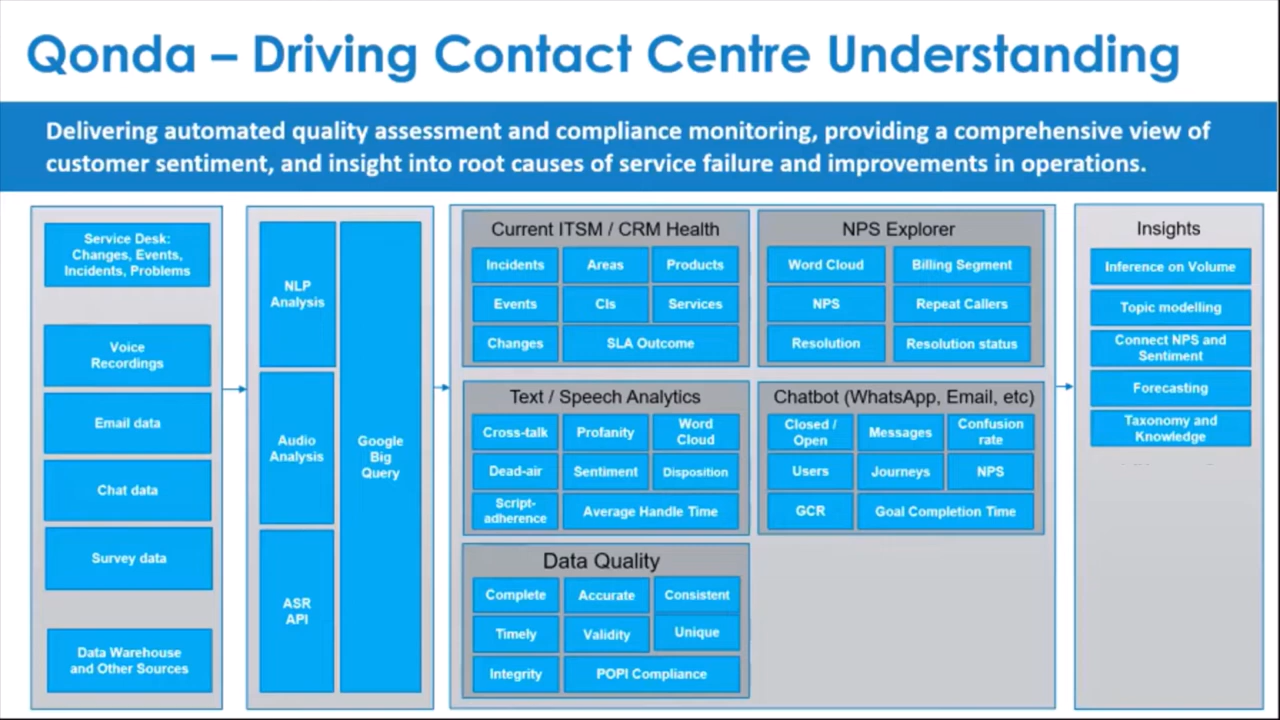 Qonda – Driving Contact Centre Understanding
Delivering automated quality assessment and compliance monitoring, providing a comprehensive view of
customer sentiment, and insight into root causes of service failure and improvements in operations.
Service Desk:
Changes, Events,
Incidents, Problems
Voice
Recordings
Email data
Chat data
Survey data
Data Warehouse
and Other Sources
NLP
Analysis
Audio
Analysis
ASR
API
Google
Big
Query
Current ITSM / CRM Health
Incidents
Areas
Products
Events
CIs
Services
Changes
SLA Outcome
NPS Explorer
Word Cloud
Billing Segment
NPS
Repeat Callers
Resolution
Resolution status
Text / Speech Analytics
Cross-talk
Profanity
Word
Cloud
Dead-air
Sentiment
Disposition
Script-
adherence
Average Handle Time
Chatbot (WhatsApp, Email, etc)
Closed /
Open
Messages
Confusion
rate
Users
Journeys
NPS
GCR
Goal Completion Time
Data Quality
Complete
Accurate
Consistent
Timely
Validity
Unique
Integrity
POPI Compliance
Insights
Inference on Volume
Topic modelling
Connect NPS and
Sentiment
Forecasting
Taxonomy and
Knowledge